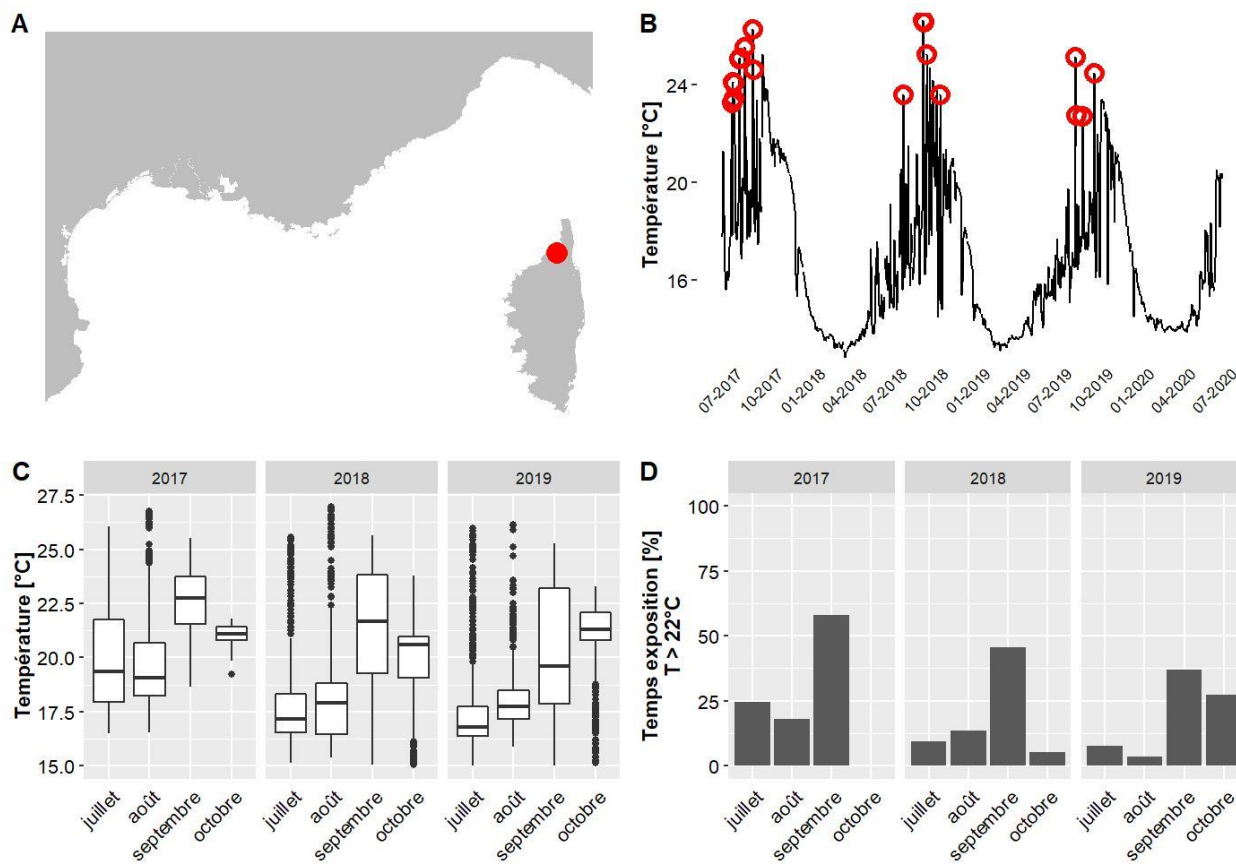 A
B
Température [°C]
24
20
16
07-2017
10-2017
01-2018
04-2018
07-2018
10-2018
01-2019
04-2019
07-2019
10-2019
01-2020
04-2020
07-2020
C
2017
2018
2019
Température [°C]
27.5
25.0
22.5
20.0
17.5
15.0
juillet
août
septembre
octobre
juillet
août
septembre
octobre
juillet
août
septembre
octobre
D
2017
2018
2019
Temps exposition [%]
T > 22°C
100
75
50
25
0
juillet
août
septembre
octobre
juillet
août
septembre
octobre
juillet
août
septembre
octobre